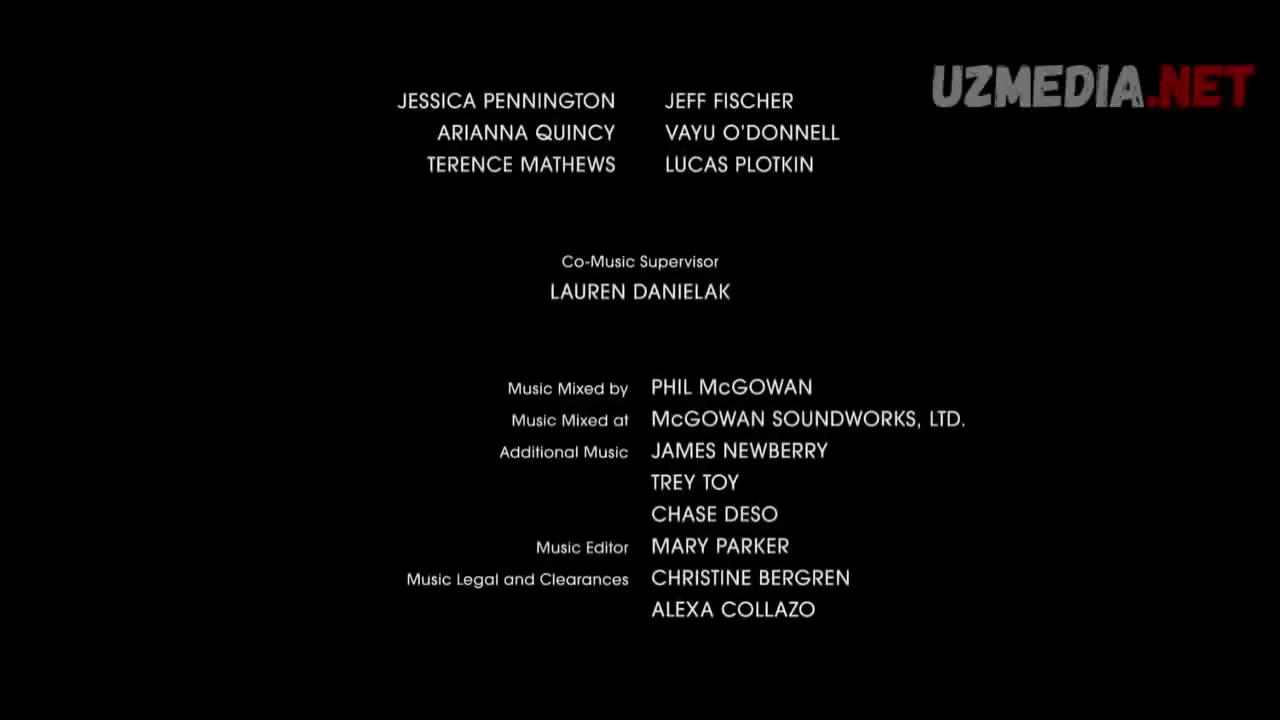 UZMEDIA.NET
JESSICA PENNINGTON JEFF FISCHER
ARIANNA QUINCY VAYU O'DONNELL
TERENCE MATHEWS LUCAS PLOTKIN
Co-Music Supervisor
LAUREN DANIELAK
Music Mixed by PHIL McGOWAN
Music Mixed at McGOWAN SOUNDWORKS, LTD.
Additional Music JAMES NEWBERRY
TREY TOY
CHASE DESO
Music Editor MARY PARKER
Music Legal and Clearances CHRISTINE BERGREN
ALEXA COLLAZO